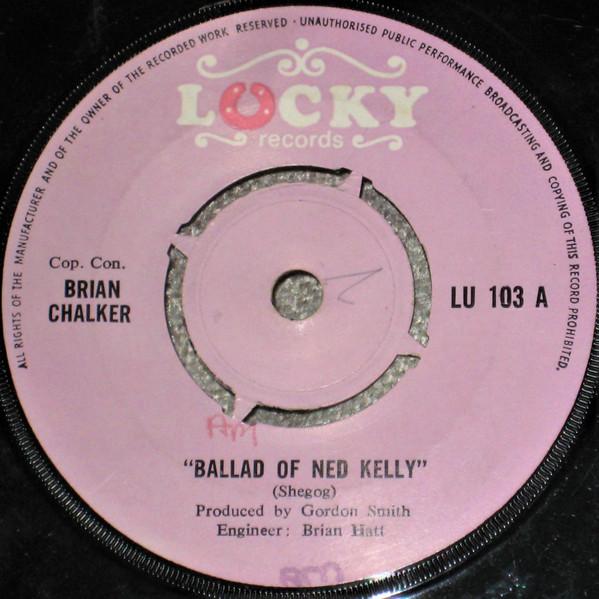 ALL RIGHTS OF THE MANUFACTURER AND OF THE OWNER OF THE RECORDED WORK RESERVED · UNAUTHORISED PUBLIC PERFORMANCE BROADCASTING AND COPYING OF THIS RECORD PROHIBITED.
LUCKY
records
Cop. Con.
BRIAN
CHALKER
LU 103 A
"BALLAD OF NED KELLY"
(Shegog)
Produced by Gordon Smith
Engineer: Brian Hatt